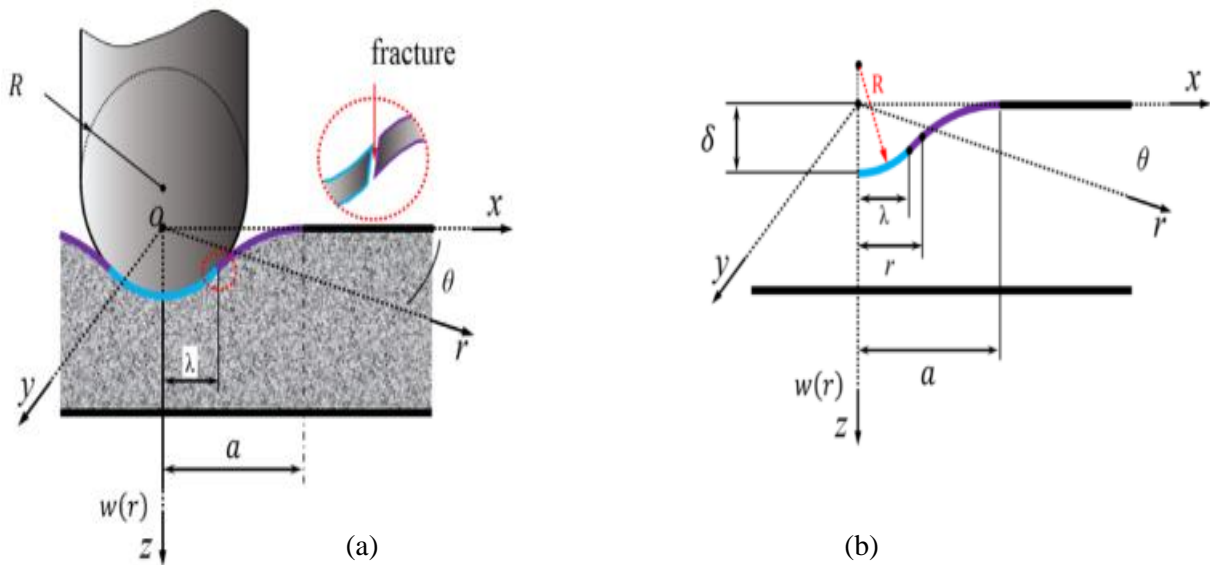 fracture
R
o
x
θ
r
y
λ
a
w(r)
z
(a)
R
x
δ
θ
λ
r
r
y
a
w(r)
z
(b)